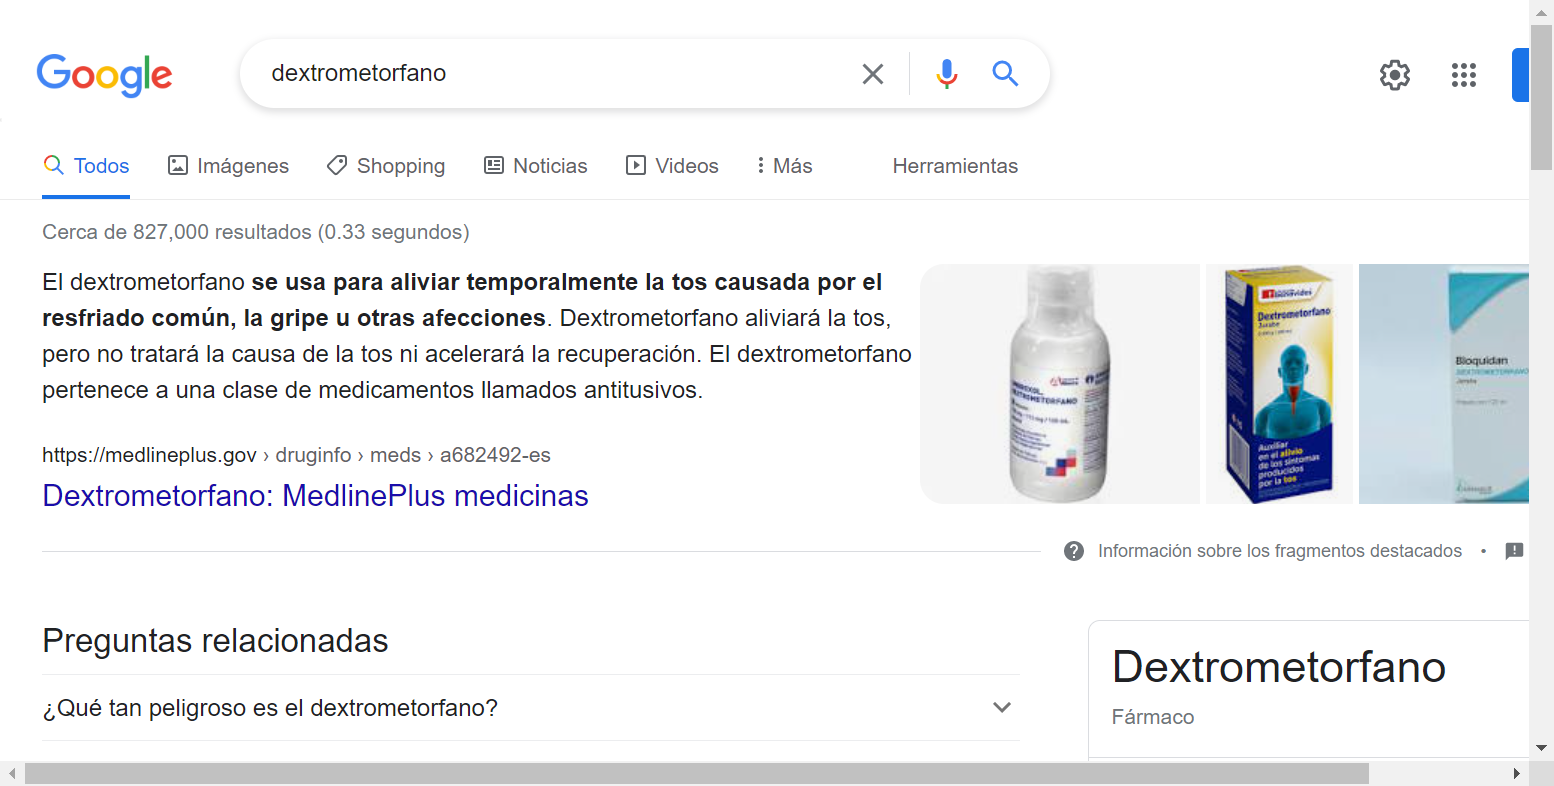 Google
dextrometorfano
Todos
Imágenes
Shopping
Noticias
Videos
Más
Herramientas
Cerca de 827,000 resultados (0.33 segundos)
El dextrometorfano se usa para aliviar temporalmente la tos causada por el
resfriado común, la gripe u otras afecciones. Dextrometorfano aliviará la tos,
pero no tratará la causa de la tos ni acelerará la recuperación. El dextrometorfano
pertenece a una clase de medicamentos llamados antitusivos.
DEXTROMETORFANO
benavides
Dextrometorfano
Jarabe
Auxiliar
en el alivio
de los síntomas
producidos
por la tos
Bloquidan
DEXTROMETORFANO
Jarabe
https://medlineplus.gov › druginfo › meds › a682492-es
Dextrometorfano: MedlinePlus medicinas
Información sobre los fragmentos destacados •
Preguntas relacionadas
¿Qué tan peligroso es el dextrometorfano?
Dextrometorfano
Fármaco